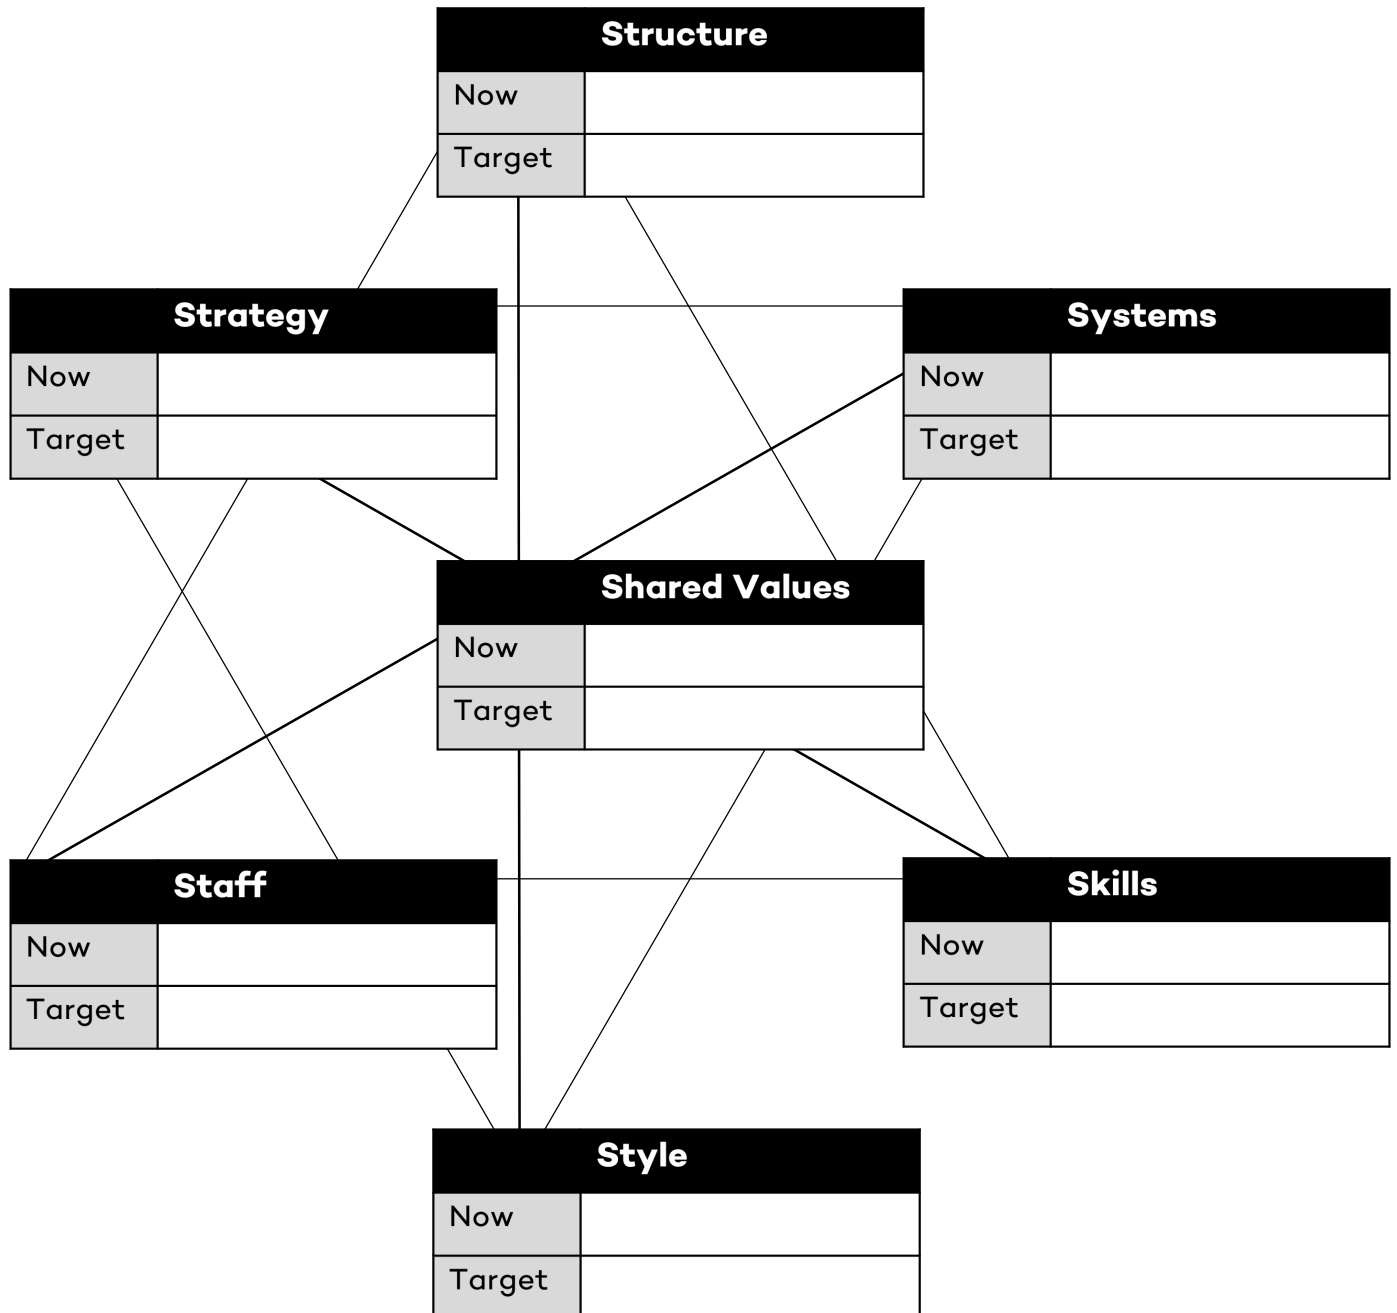 Structure
Now
Target
Strategy
Now
Target
Systems
Now
Target
Shared Values
Now
Target
Staff
Now
Target
Skills
Now
Target
Style
Now
Target